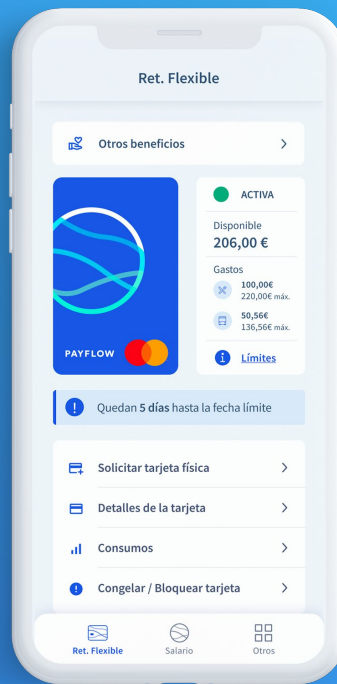 Ret. Flexible
Otros beneficios
ACTIVA
Disponible
206,00 €
Gastos
100,00€
220,00€ máx.
50,56€
136,56€ máx.
PAYFLOW
Límites
Quedan 5 días hasta la fecha límite
Solicitar tarjeta física
Detalles de la tarjeta
Consumos
Congelar / Bloquear tarjeta
Ret. Flexible
Salario
Otros